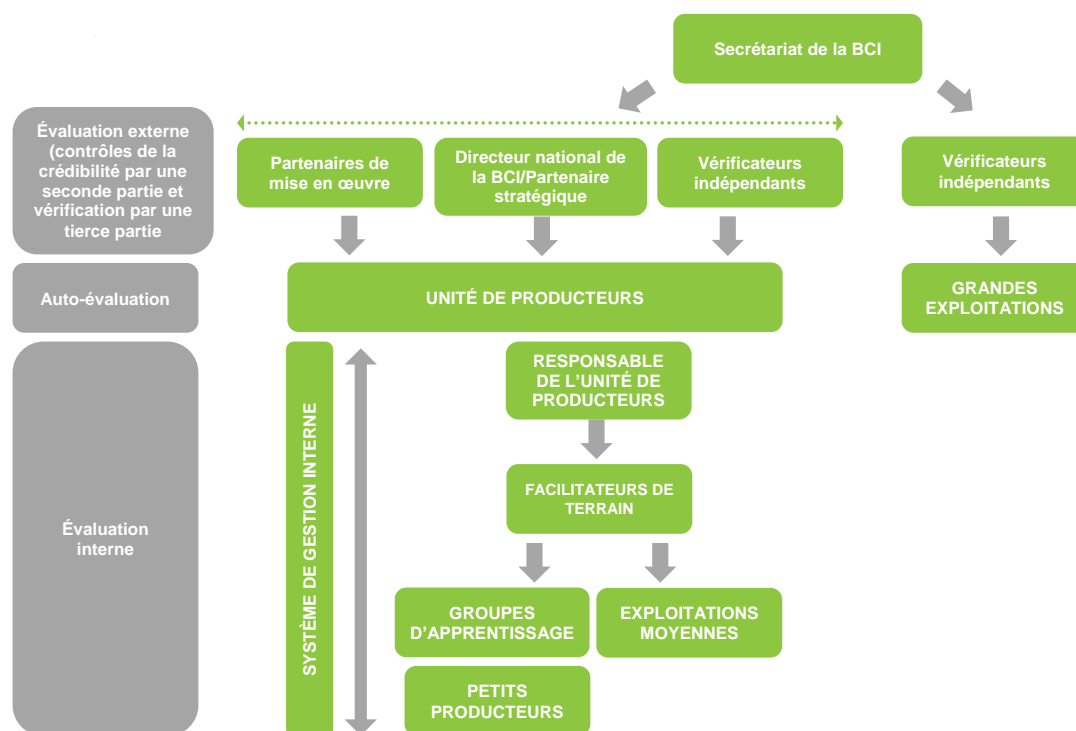 Secrétariat de la BCI
Évaluation externe
(contrôles de la
crédibilité par une
seconde partie et
vérification par une
tierce partie
Partenaires de
mise en œuvre
Directeur national de
la BCI/Partenaire
stratégique
Vérificateurs
indépendants
Vérificateurs
indépendants
Auto-évaluation
UNITÉ DE PRODUCTEURS
GRANDES
EXPLOITATIONS
Évaluation
interne
SYSTÈME DE GESTION INTERNE
RESPONSABLE
DE L’UNITÉ DE
PRODUCTEURS
FACILITATEURS DE
TERRAIN
GROUPES
D'APPRENTISSAGE
EXPLOITATIONS
MOYENNES
PETITS
PRODUCTEURS